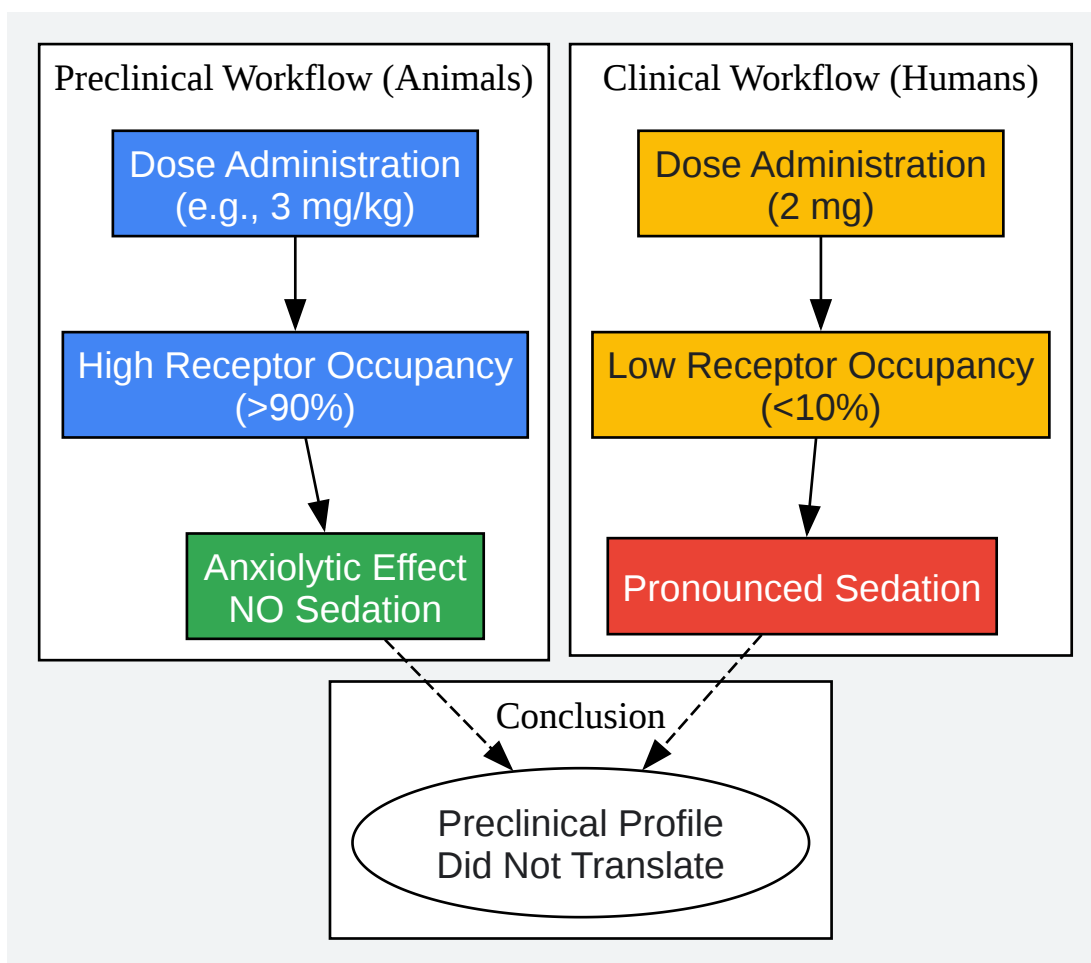 Preclinical Workflow (Animals)
Dose Administration
(e.g., 3 mg/kg)
High Receptor Occupancy
(>90%)
Anxiolytic Effect
NO Sedation
Clinical Workflow (Humans)
Dose Administration
(2 mg)
Low Receptor Occupancy
(<10%)
Pronounced Sedation
Conclusion
Preclinical Profile
Did Not Translate